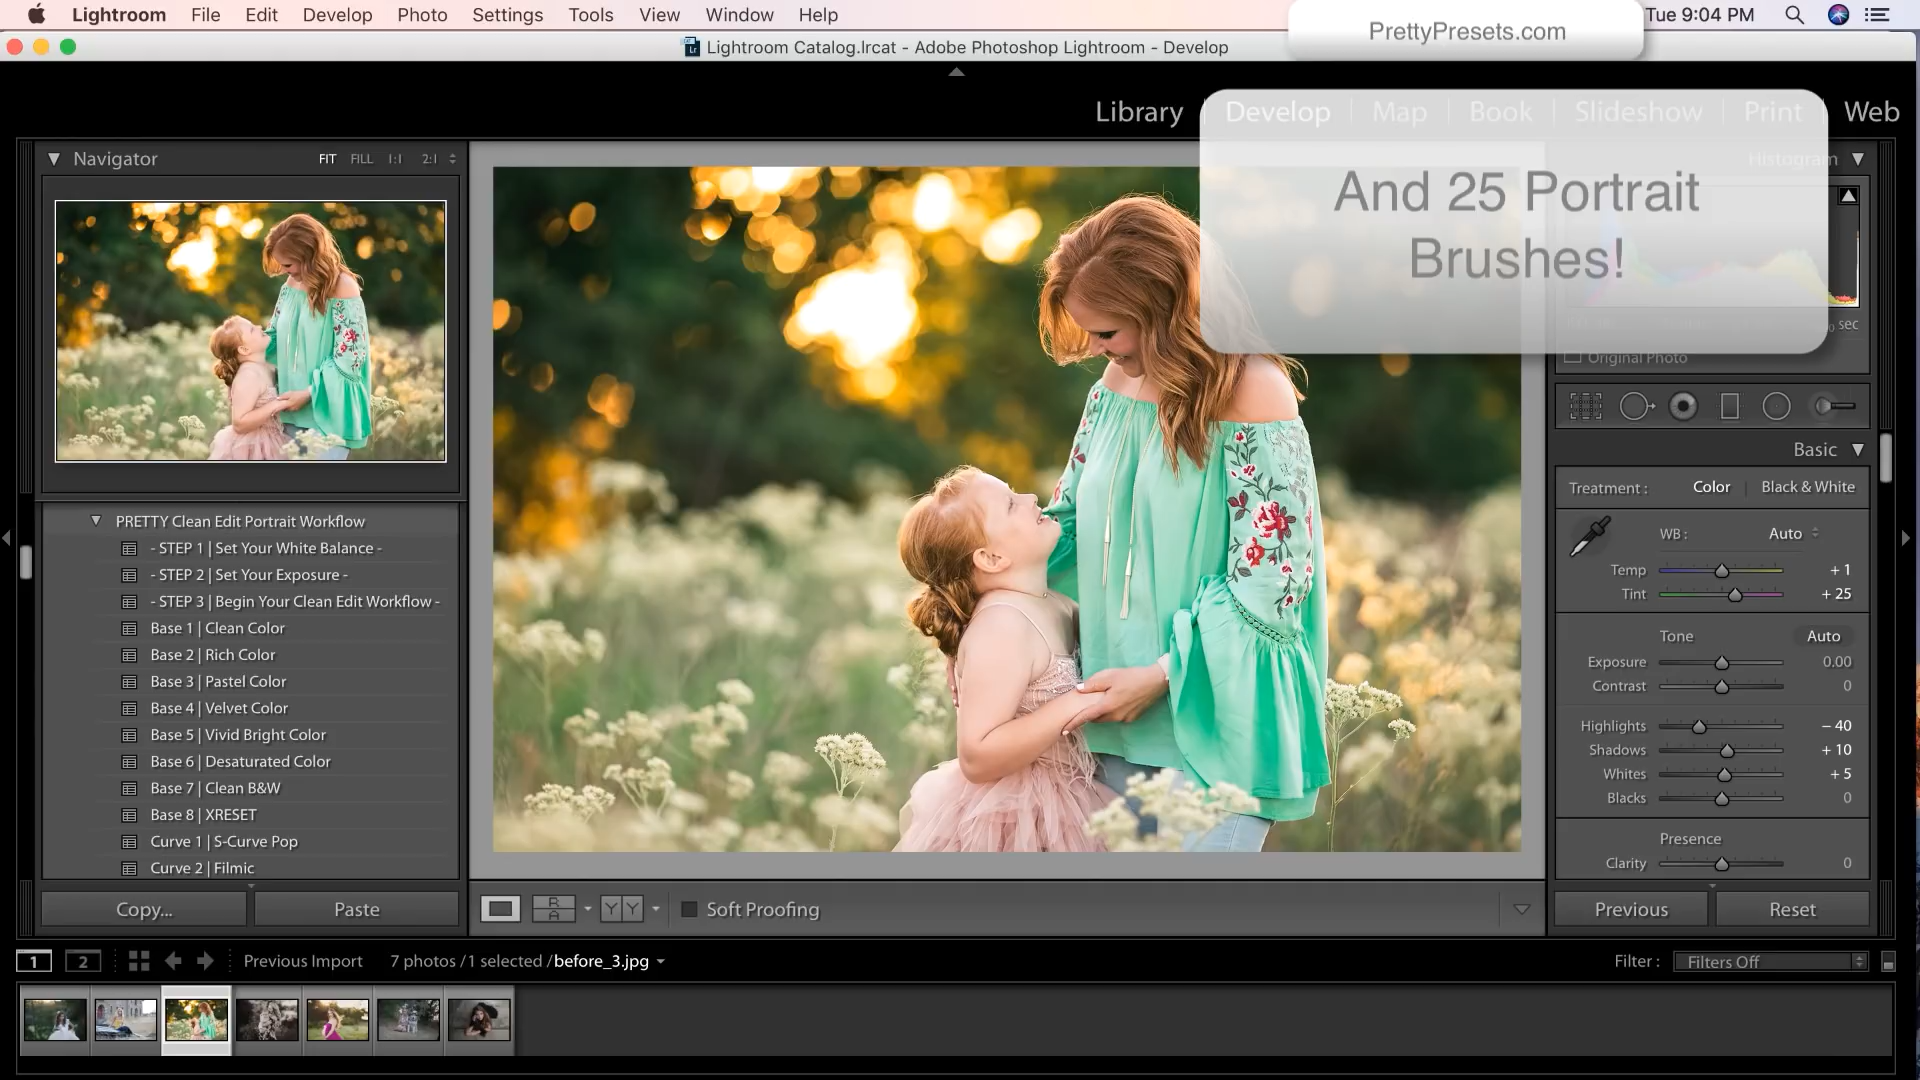 Lightroom File Edit Develop Photo Settings Tools View Window Help Tue 9:04 PM
PrettyPresets.com
Lightroom Catalog.lrcat - Adobe Photoshop Lightroom - Develop
Library | Develop | Map | Book | Slideshow | Print | Web
And 25 Portrait
Brushes!
Navigator FIT FILL 1:1 2:1
Histogram
sec
Original Photo
PRETTY Clean Edit Portrait Workflow
- STEP 1 | Set Your White Balance -
- STEP 2 | Set Your Exposure -
- STEP 3 | Begin Your Clean Edit Workflow -
Base 1 | Clean Color
Base 2 | Rich Color
Base 3 | Pastel Color
Base 4 | Velvet Color
Base 5 | Vivid Bright Color
Base 6 | Desaturated Color
Base 7 | Clean B&W
Base 8 | XRESET
Curve 1 | S-Curve Pop
Curve 2 | Filmic
Copy... Paste
Basic
Treatment : Color | Black & White
WB : Auto
Temp + 1
Tint + 25
Tone Auto
Exposure 0.00
Contrast 0
Highlights − 40
Shadows + 10
Whites + 5
Blacks 0
Presence
Clarity 0
R A Y Y Soft Proofing
Previous Reset
1 2 Previous Import 7 photos / 1 selected / before_3.jpg Filter : Filters Off